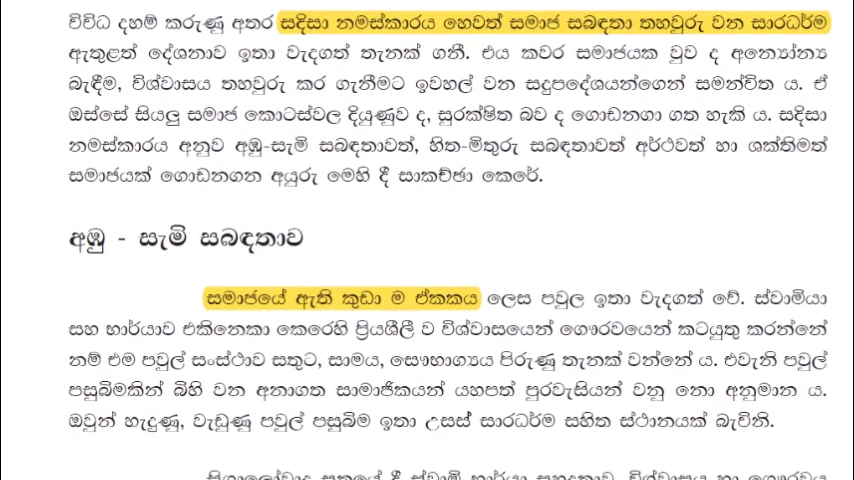 විවිධ දහම් කරුණු අතර සදිසා නමස්කාරය හෙවත් සමාජ සබඳතා තහවුරු වන සාරධර්ම
ඇතුළත් දේශනාව ඉතා වැදගත් තැනක් ගනී. එය කවර සමාජයක වුව ද අන්‍යෝන්‍ය
බැඳීම, විශ්වාසය තහවුරු කර ගැනීමට ඉවහල් වන සදුපදේශයන්ගෙන් සමන්විත ය. ඒ
ඔස්සේ සියලු සමාජ කොටස්වල දියුණුව ද, සුරක්ෂිත බව ද ගොඩනගා ගත හැකි ය. සදිසා
නමස්කාරය අනුව අඹු-සැමි සබඳතාවත්, හිත-මිතුරු සබඳතාවත් අර්ථවත් හා ශක්තිමත්
සමාජයක් ගොඩනගන අයුරු මෙහි දී සාකච්ඡා කෙරේ.
අඹු - සැමි සබඳතාව
සමාජයේ ඇති කුඩා ම ඒකකය ලෙස පවුල ඉතා වැදගත් වේ. ස්වාමියා
සහ භාර්යාව එකිනෙකා කෙරෙහි ප්‍රියශීලී ව විශ්වාසයෙන් ගෞරවයෙන් කටයුතු කරන්නේ
නම් එම පවුල් සංස්ථාව සතුට, සාමය, සෞභාග්‍යය පිරුණු තැනක් වන්නේ ය. එවැනි පවුල්
පසුබිමකින් බිහි වන අනාගත සාමාජිකයන් යහපත් පුරවැසියන් වනු නො අනුමාන ය.
ඔවුන් හැදුණු, වැඩුණු පවුල් පසුබිම ඉතා උසස් සාරධර්ම සහිත ස්ථානයක් බැවිනි.